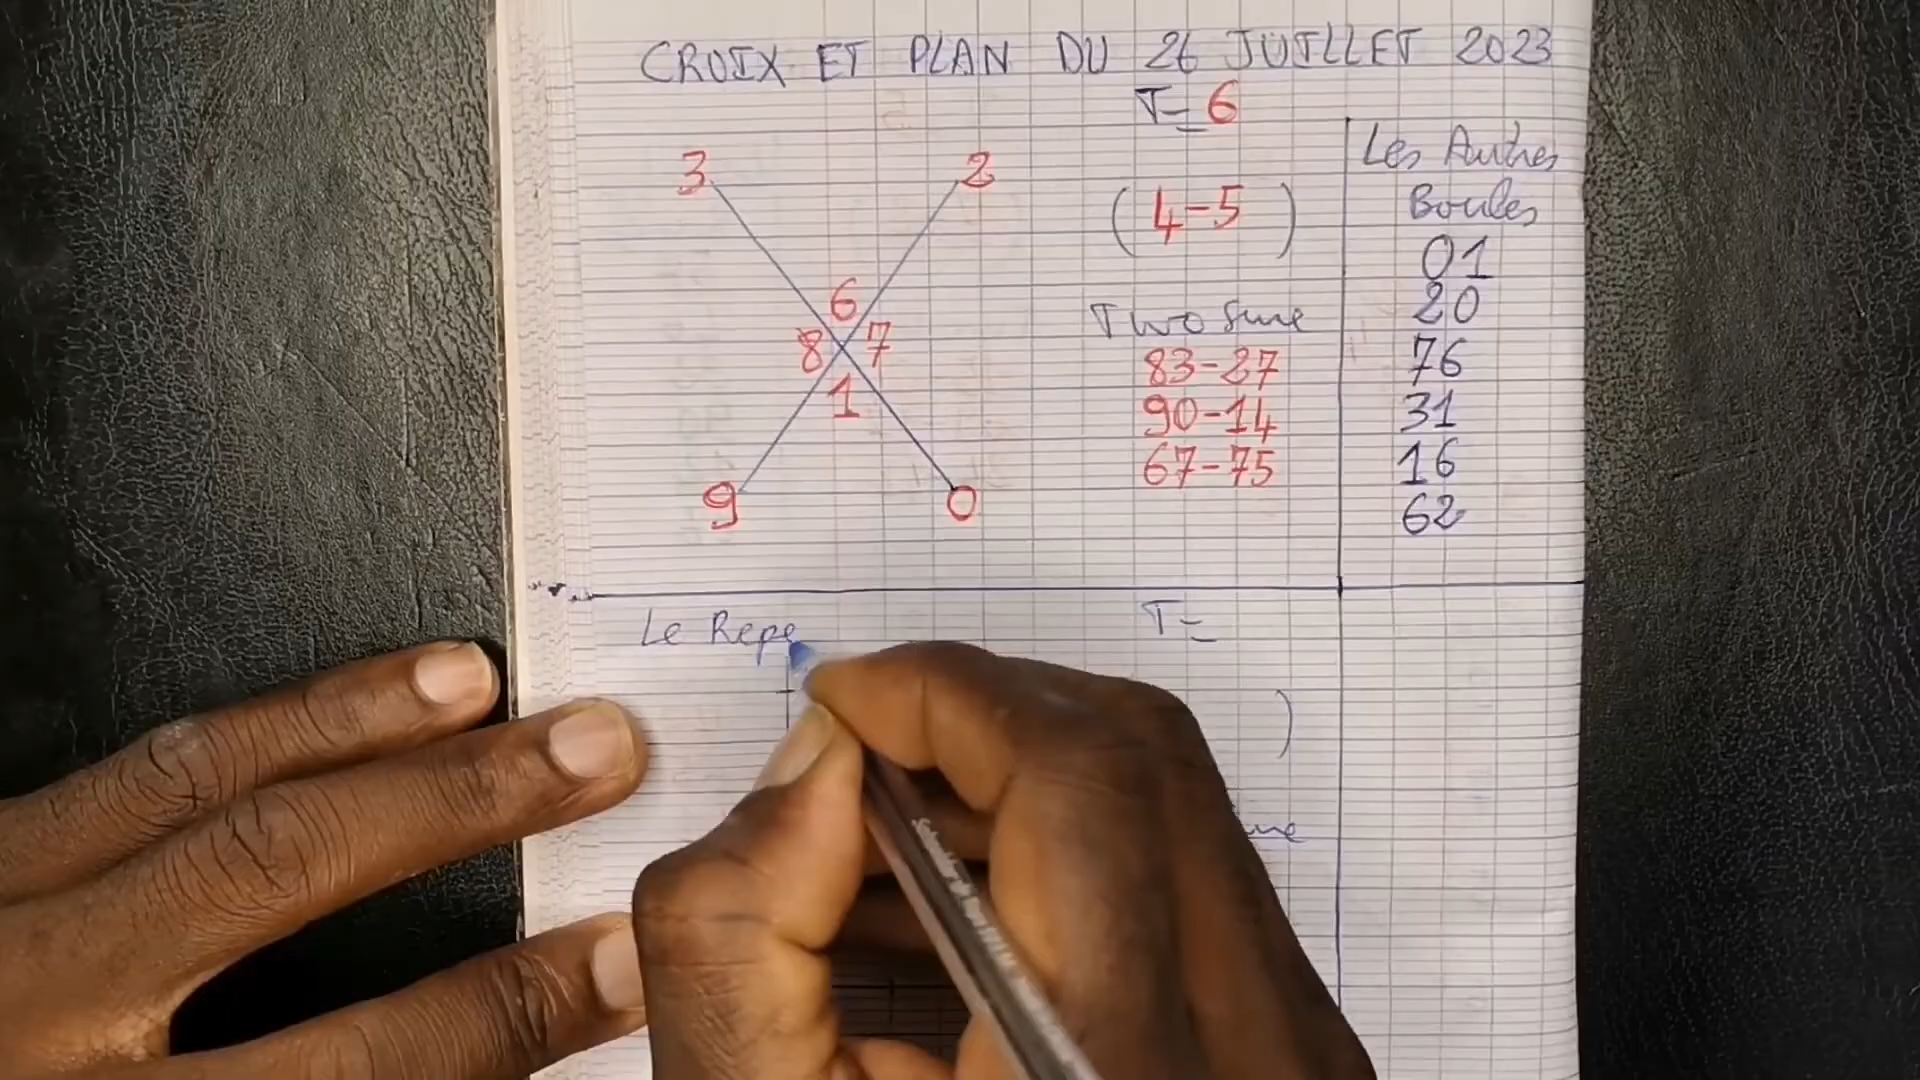 CROIX ET PLAN DU 26 JUILLET 2023
T=6
3
2
6
8
7
1
9
0
(4-5)
Two Sure
83-27
90-14
67-75
Les Autres
Boules
01
20
76
31
16
62
Le Repe
T=
)